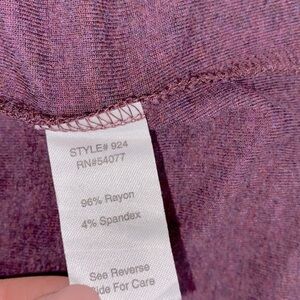 STYLE# 924
RN#54077
96% Rayon
4% Spandex
See Reverse
Side For Care